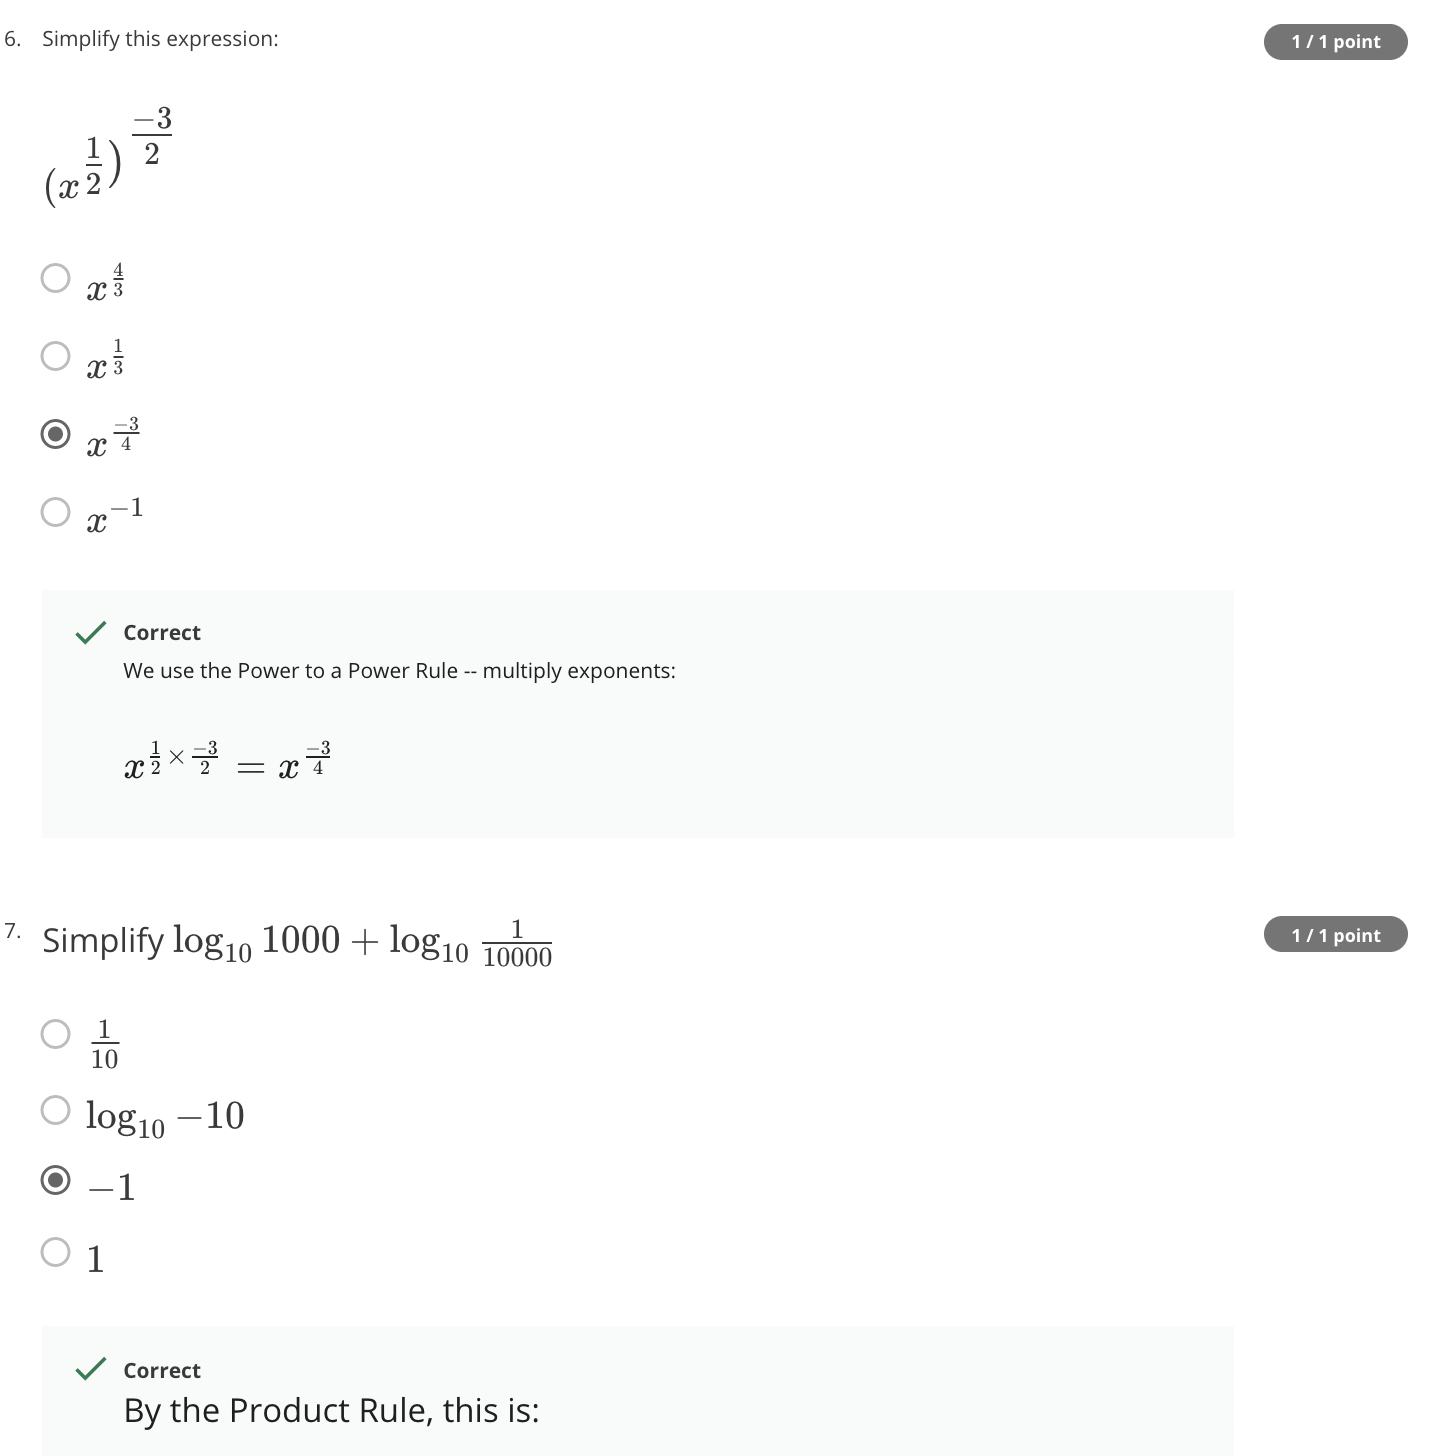 6. Simplify this expression:
1 / 1 point
(x^{\frac{1}{2}})^{\frac{-3}{2}}
x^{\frac{4}{3}}
x^{\frac{1}{3}}
x^{\frac{-3}{4}}
x^{-1}
Correct
We use the Power to a Power Rule -- multiply exponents:
x^{\frac{1}{2} \times \frac{-3}{2}} = x^{\frac{-3}{4}}
7. Simplify \log_{10} 1000 + \log_{10} \frac{1}{10000}
1 / 1 point
\frac{1}{10}
\log_{10} -10
-1
1
Correct
By the Product Rule, this is: